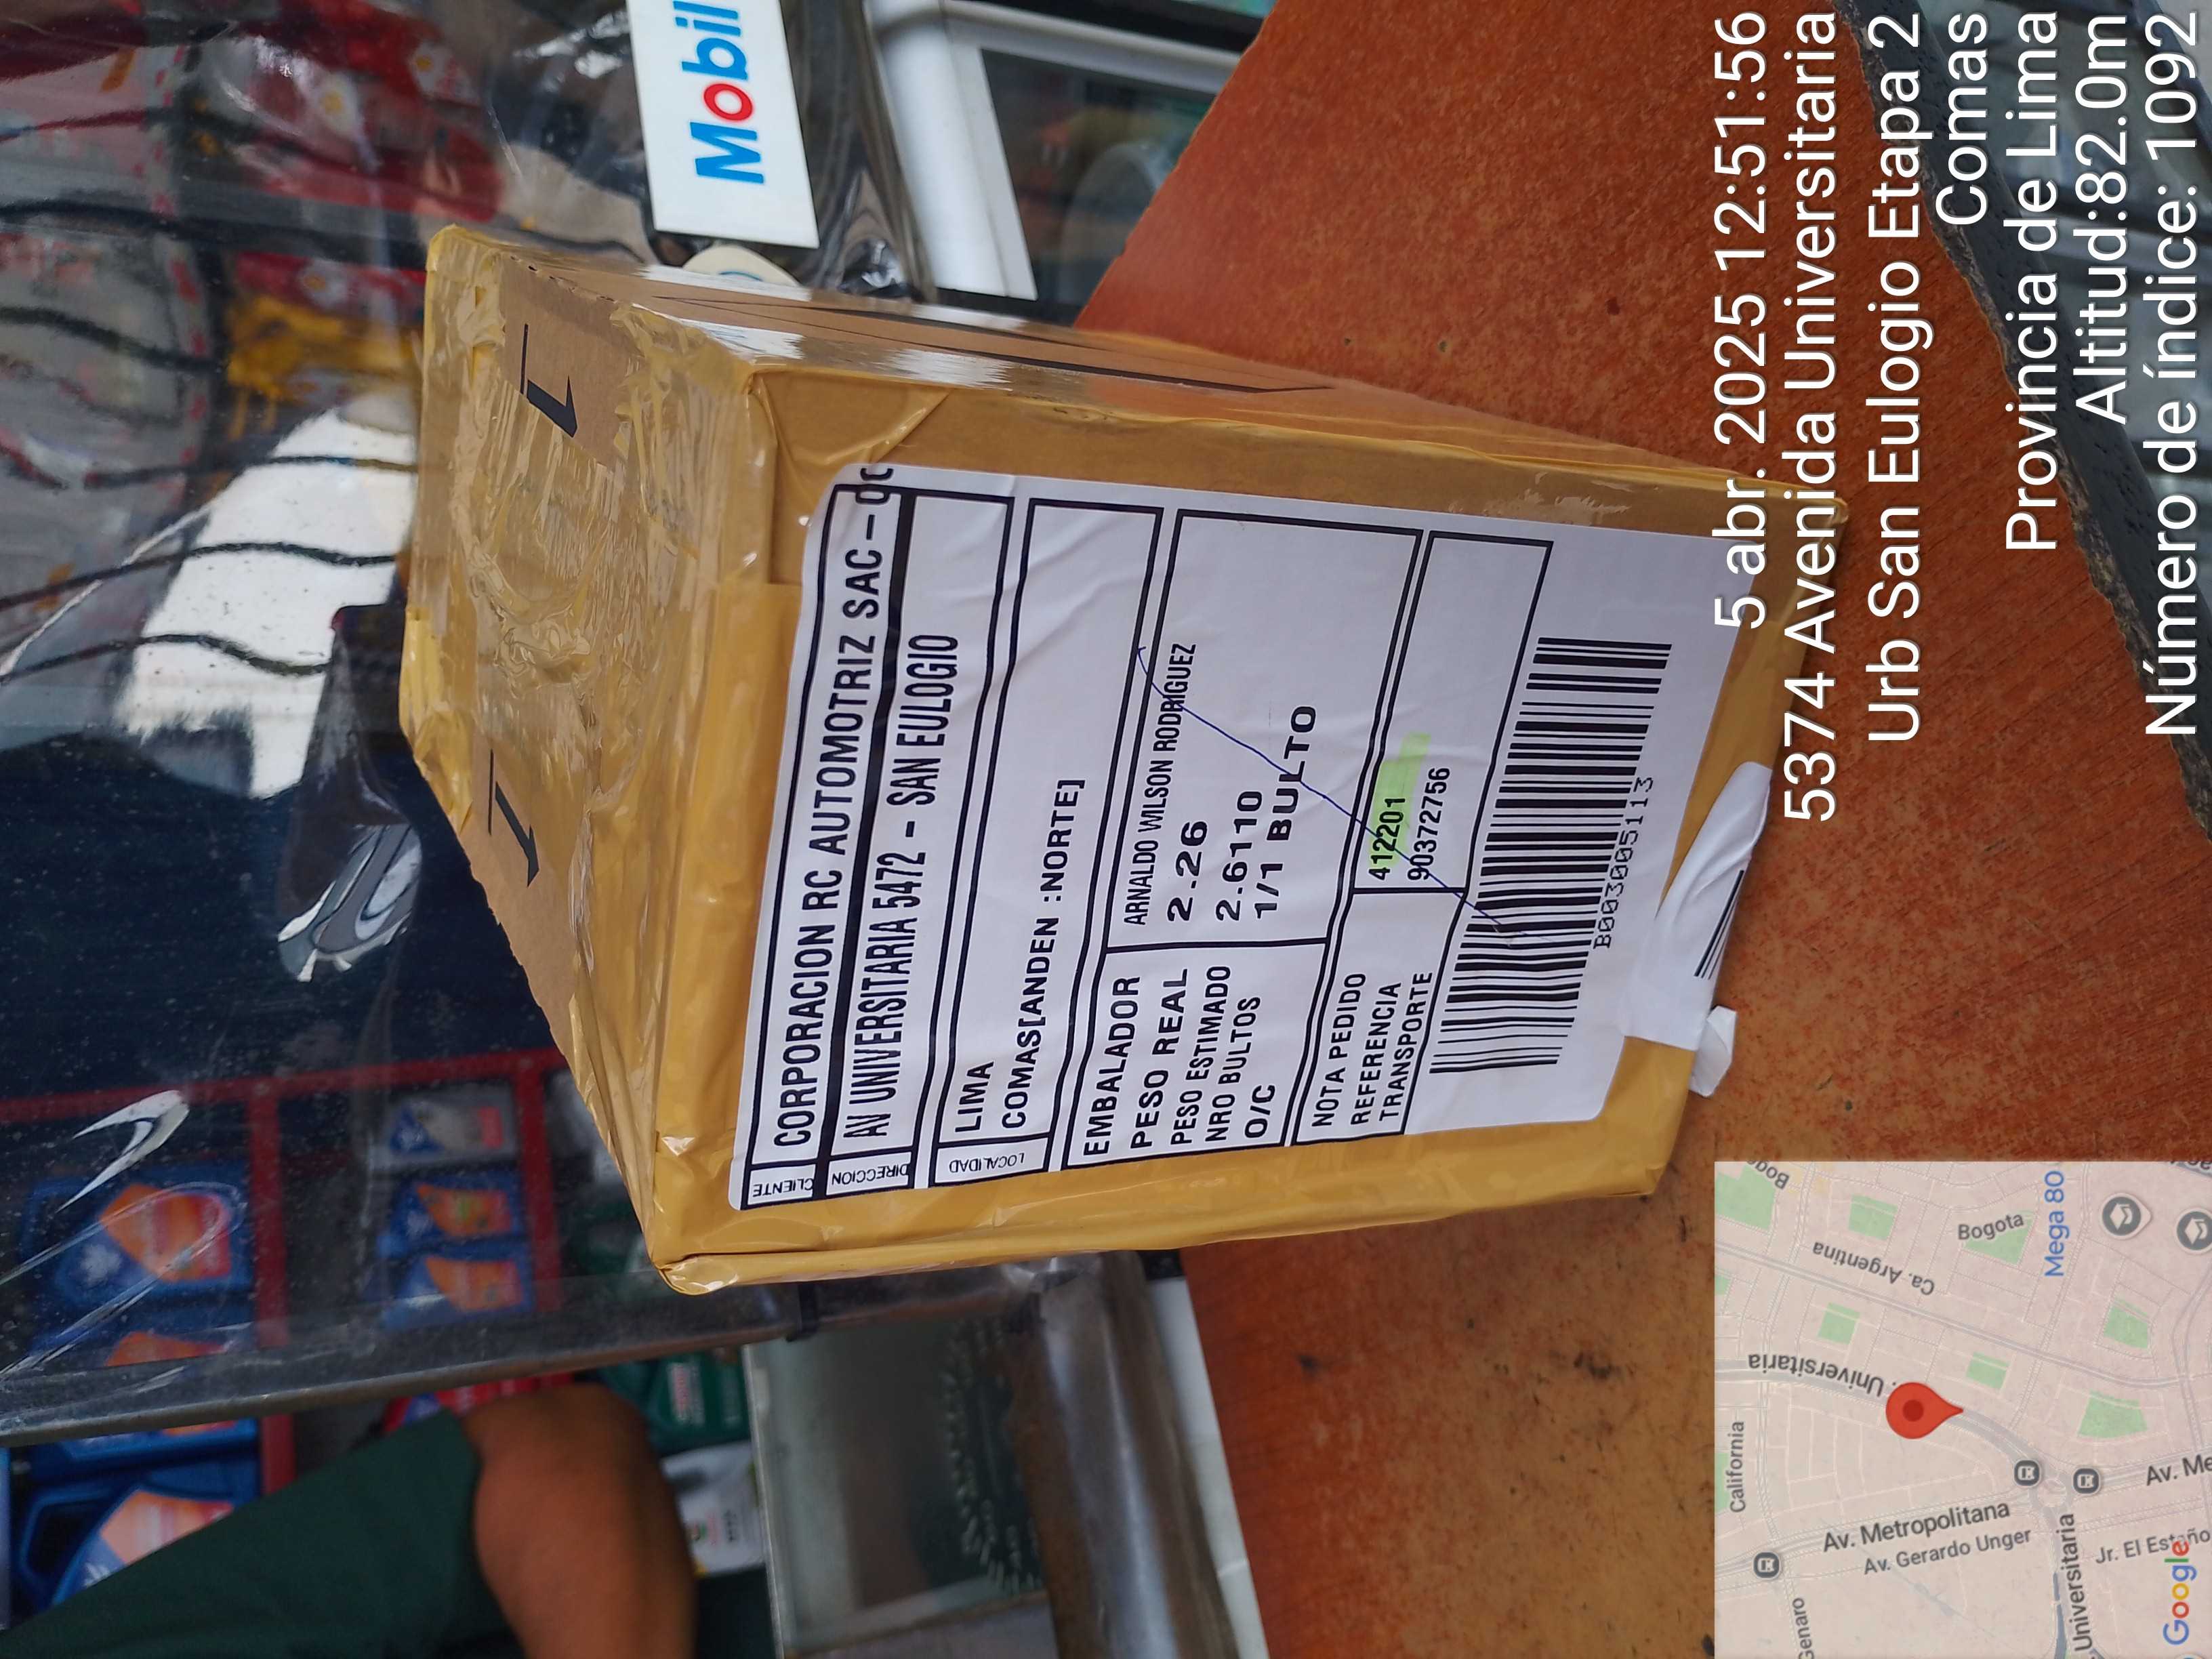 Mobil
1
1
CLIENTE
CORPORACION RC AUTOMOTRIZ SAC-
DIRECCION
AV UNIVERSITARIA 5472 - SAN EULOGIO
LOCALIDAD
LIMA
COMAS[ANDEN :NORTE]
EMBALADOR ARNALDO WILSON RODRIGUEZ
PESO REAL 2.26
PESO ESTIMADO 2.6110
NRO BULTOS 1/1 BULTO
O/C
NOTA PEDIDO 412201
REFERENCIA 90372756
TRANSPORTE
B0030005113
5 abr. 2025 12:51:56
5374 Avenida Universitaria
Urb San Eulogio Etapa 2
Comas
Provincia de Lima
Altitud:82.0m
Número de índice: 1092
California
Universitaria
Ca. Argentina
Bogota
Mega 80
Av. Metropolitana
Av. Gerardo Unger
Universitaria
Jr. El Estaño
Google